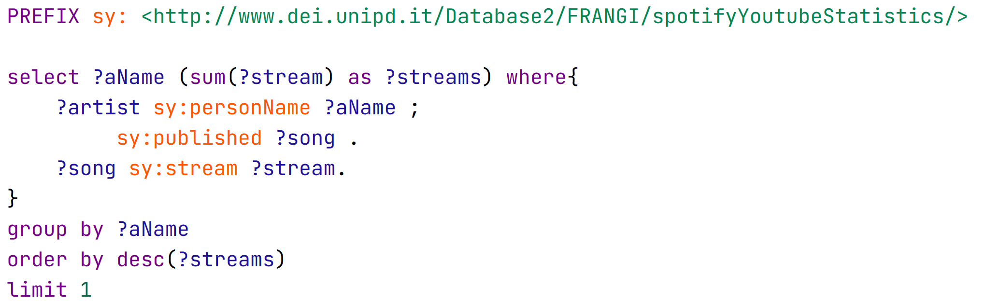 PREFIX sy: <http://www.dei.unipd.it/Database2/FRANGI/spotifyYoutubeStatistics/>
select ?aName (sum(?stream) as ?streams) where{
?artist sy:personName ?aName ;
sy:published ?song .
?song sy:stream ?stream.
}
group by ?aName
order by desc(?streams)
limit 1